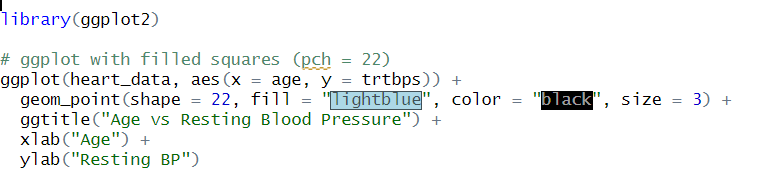 library(ggplot2)
# ggplot with filled squares (pch = 22)
ggplot(heart_data, aes(x = age, y = trtbps)) +
  geom_point(shape = 22, fill = "lightblue", color = "black", size = 3) +
  ggtitle("Age vs Resting Blood Pressure") +
  xlab("Age") +
  ylab("Resting BP")